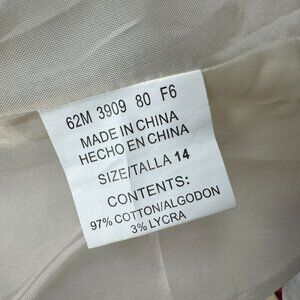 62M 3909 80 F6
MADE IN CHINA
HECHO EN CHINA
SIZE/TALLA 14
CONTENTS:
97% COTTON/ALGODON
3% LYCRA